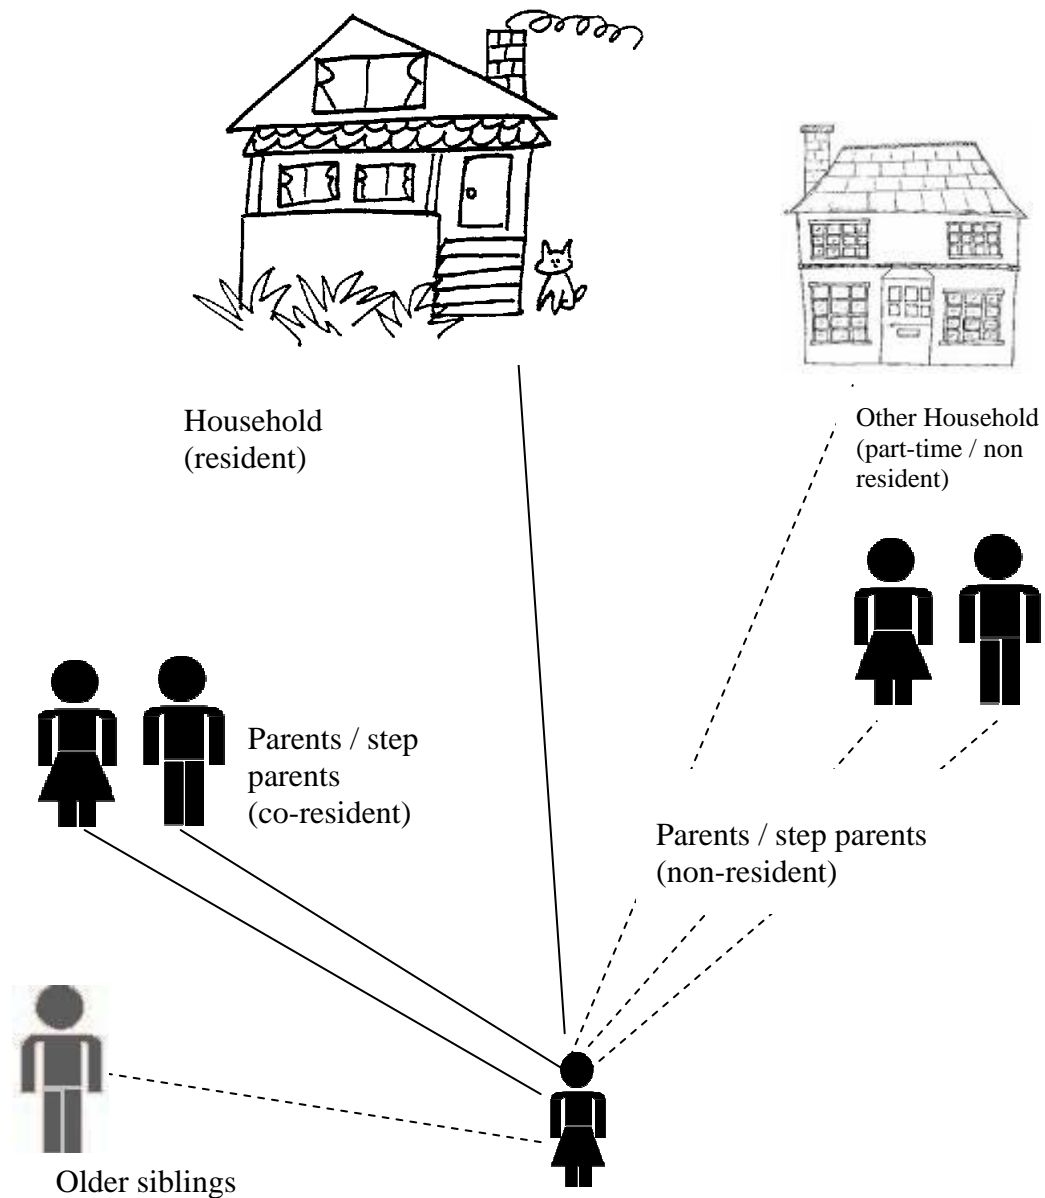 Household
(resident)
Other Household
(part-time / non
resident)
Parents / step
parents
(co-resident)
Parents / step parents
(non-resident)
Older siblings